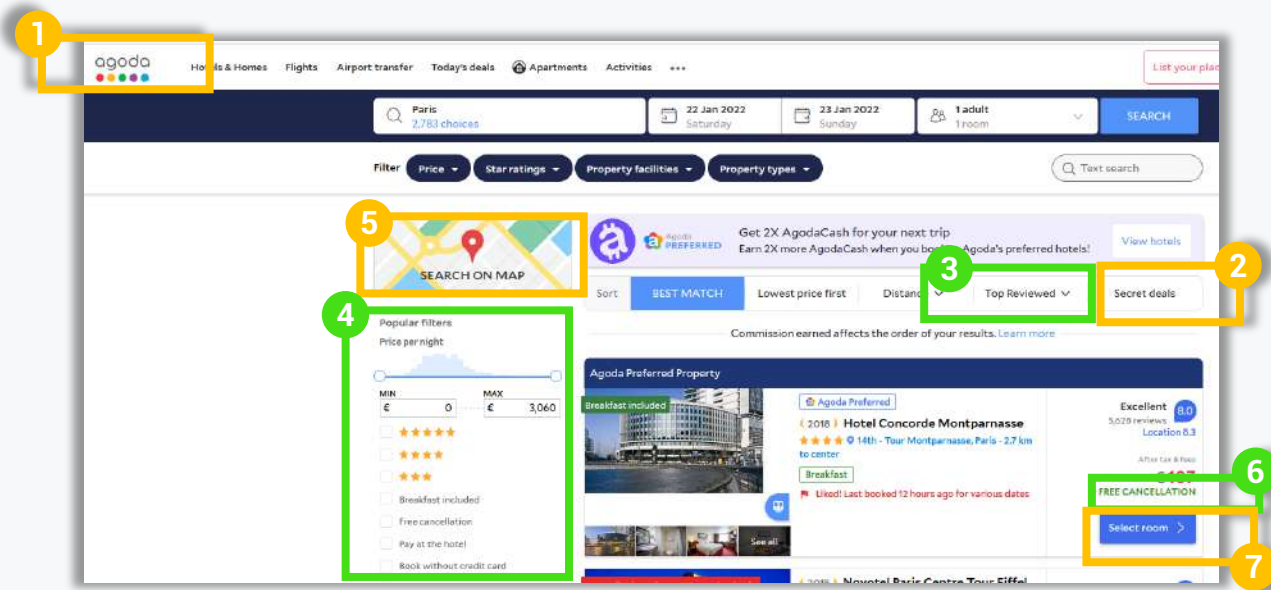 1
agoda
Hotels & Homes Flights Airport transfer Today's deals Apartments Activities •••
List your plac
Paris
2,783 choices
22 Jan 2022
Saturday
23 Jan 2022
Sunday
1 adult
1 room
SEARCH
Filter Price Star ratings Property facilities Property types
Text search
5
SEARCH ON MAP
agoda
PREFERRED
Get 2X AgodaCash for your next trip
Earn 2X more AgodaCash when you Agoda's preferred hotels!
View hotels
3
2
Sort BEST MATCH Lowest price first Distance Top Reviewed Secret deals
Commission earned affects the order of your results. Learn more
4
Popular filters
Price per night
MIN MAX
€ 0 € 3,060
Breakfast included
Free cancellation
Pay at the hotel
Book without credit card
Agoda Preferred Property
Breakfast included
See all
Agoda Preferred
( 2018 ) Hotel Concorde Montparnasse
14th - Tour Montparnasse, Paris - 2.7 km
to center
Breakfast
Liked! Last booked 12 hours ago for various dates
Excellent 8.0
reviews
Location 8.3
After tax & fees
6
FREE CANCELLATION
Select room >
7
Novotel Paris Centre Tour Eiffel